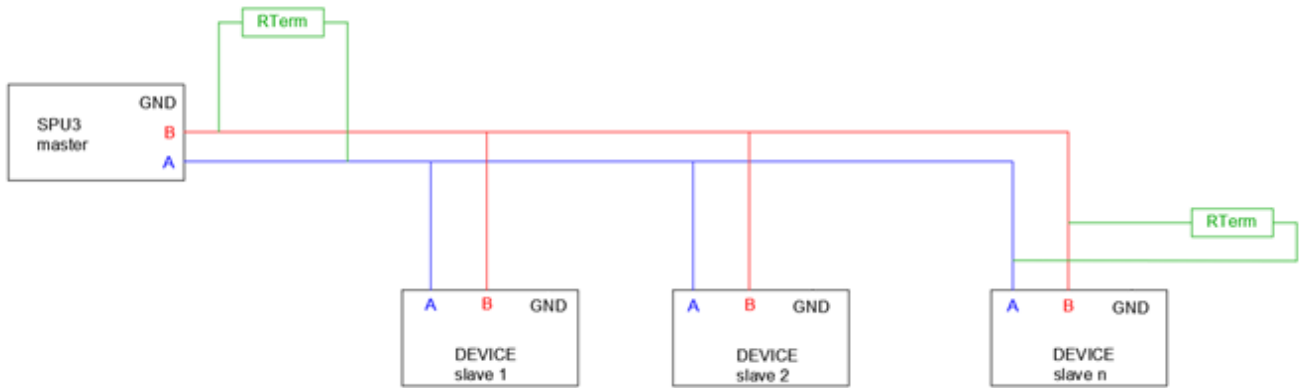 RTerm
GND
SPU3
master
B
A
RTerm
A B GND
DEVICE
slave 1
A B GND
DEVICE
slave 2
A B GND
DEVICE
slave n